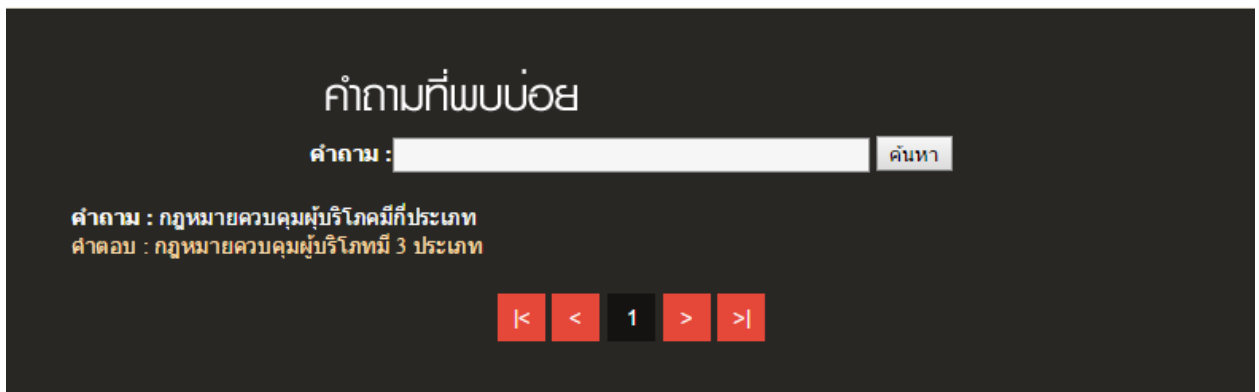 คำถามที่พบบ่อย
คำถาม : ค้นหา
คำถาม : กฎหมายควบคุมผู้บริโภคมีกี่ประเภท
คำตอบ : กฎหมายควบคุมผู้บริโภทมี 3 ประเภท
|< < 1 > >|